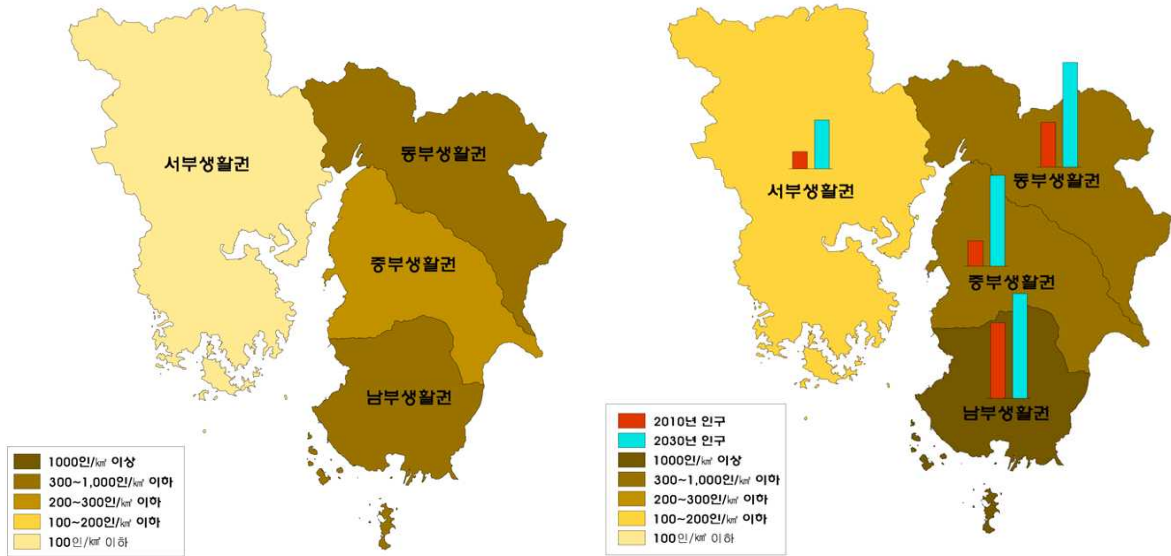 서부생활권
동부생활권
중부생활권
남부생활권
1000인/㎢ 이상
300~1,000인/㎢ 이하
200~300인/㎢ 이하
100~200인/㎢ 이하
100인/㎢ 이하
서부생활권
동부생활권
중부생활권
남부생활권
2010년 인구
2030년 인구
1000인/㎢ 이상
300~1,000인/㎢ 이하
200~300인/㎢ 이하
100~200인/㎢ 이하
100인/㎢ 이하